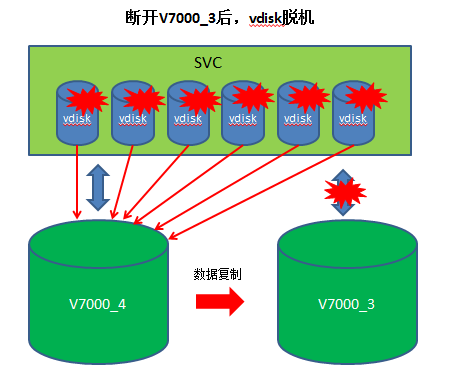 断开V7000_3后，vdisk脱机
SVC
vdisk vdisk vdisk vdisk vdisk vdisk
数据复制
V7000_4 V7000_3